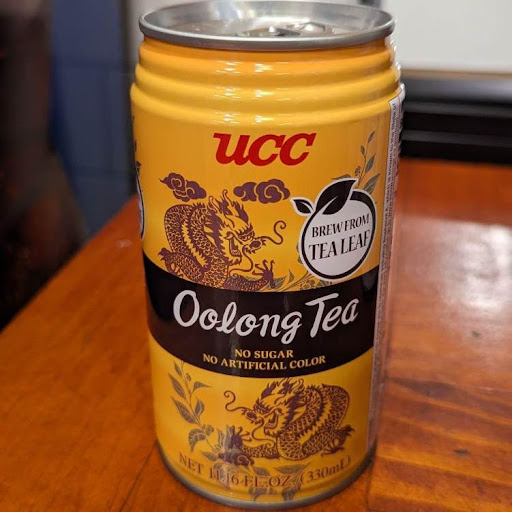 UCC
BREW FROM
TEA LEAF
Oolong Tea
NO SUGAR
NO ARTIFICIAL COLOR
NET 11.16 FL.OZ. (330mL)